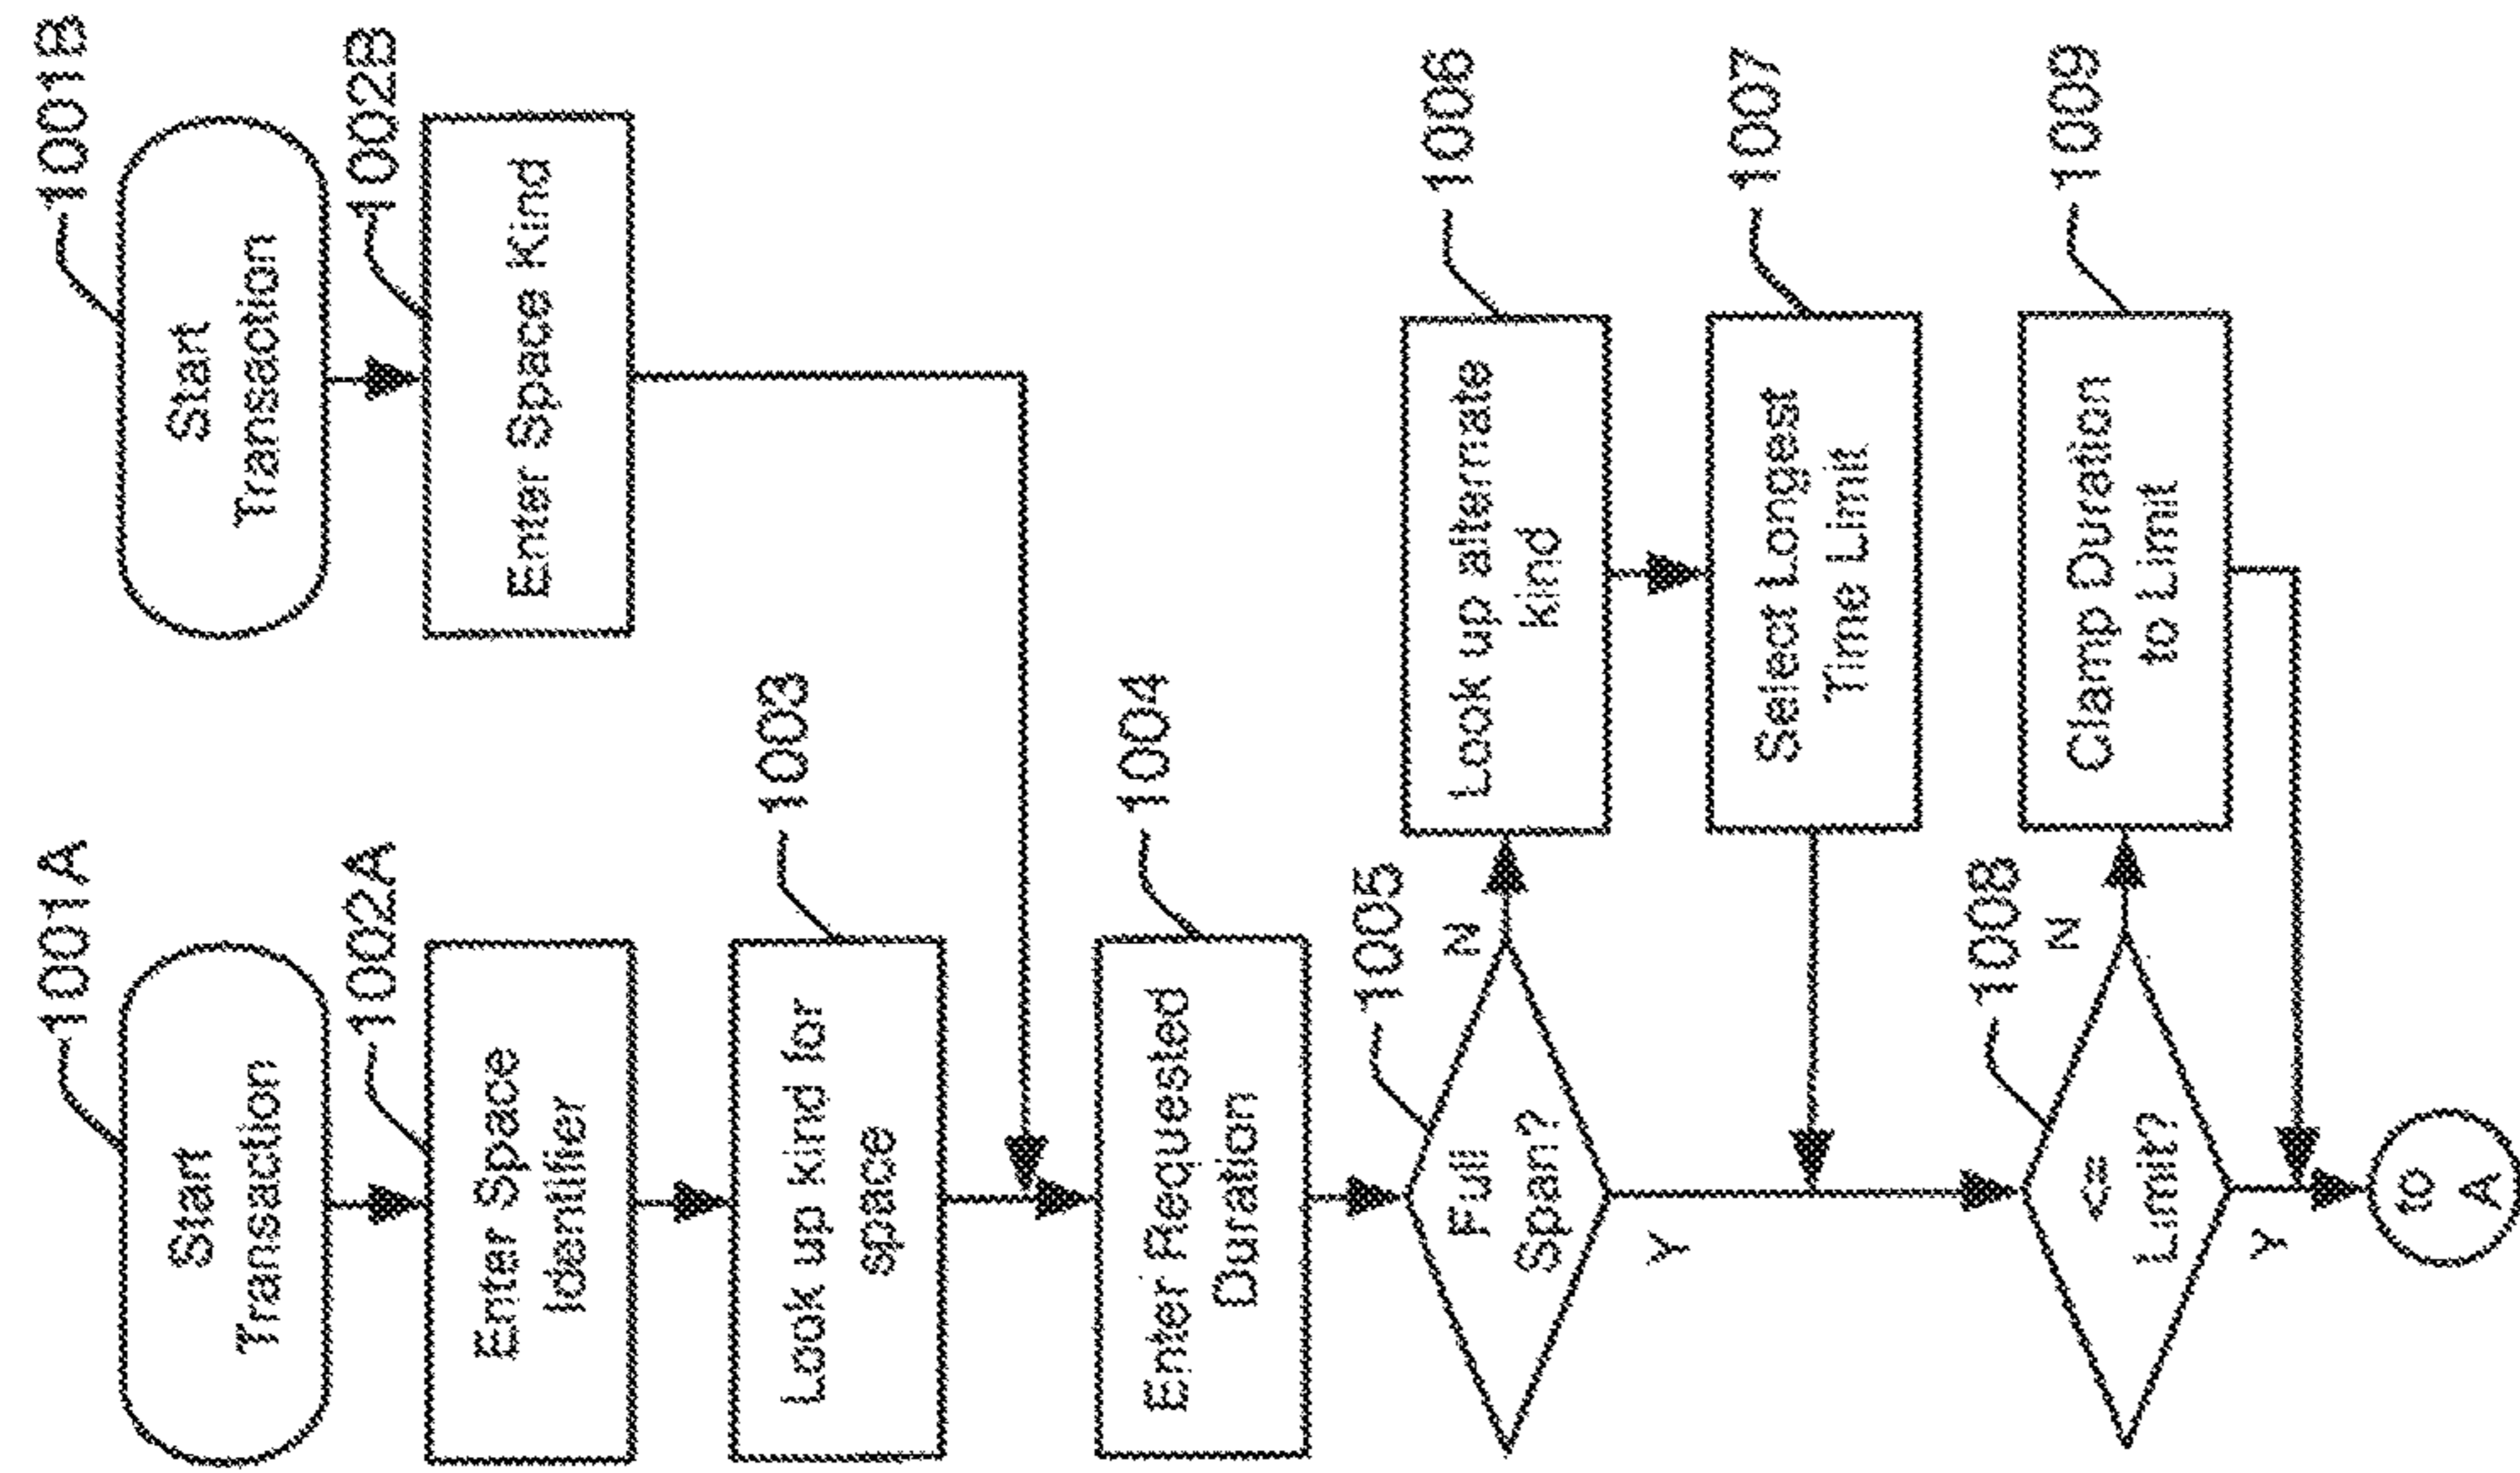 1001A
Start
Transaction
1002A
Enter Space
Identifier
1003
Look up kind for
space
1001B
Start
Transaction
1002B
Enter Space Kind
1004
Enter Requested
Duration
1005
Full
Span?
N
Y
1006
Look up alternate
kind
1007
Select Longest
Time Limit
1008
<=
Limit?
N
Y
1009
Clamp Duration
to Limit
to
A